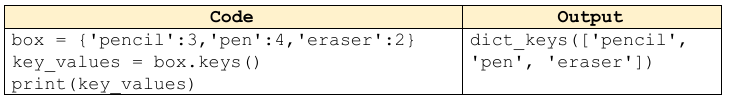 Code
Output
box = {'pencil':3,'pen':4,'eraser':2}
key_values = box.keys()
print(key_values)
dict_keys(['pencil',
'pen', 'eraser'])